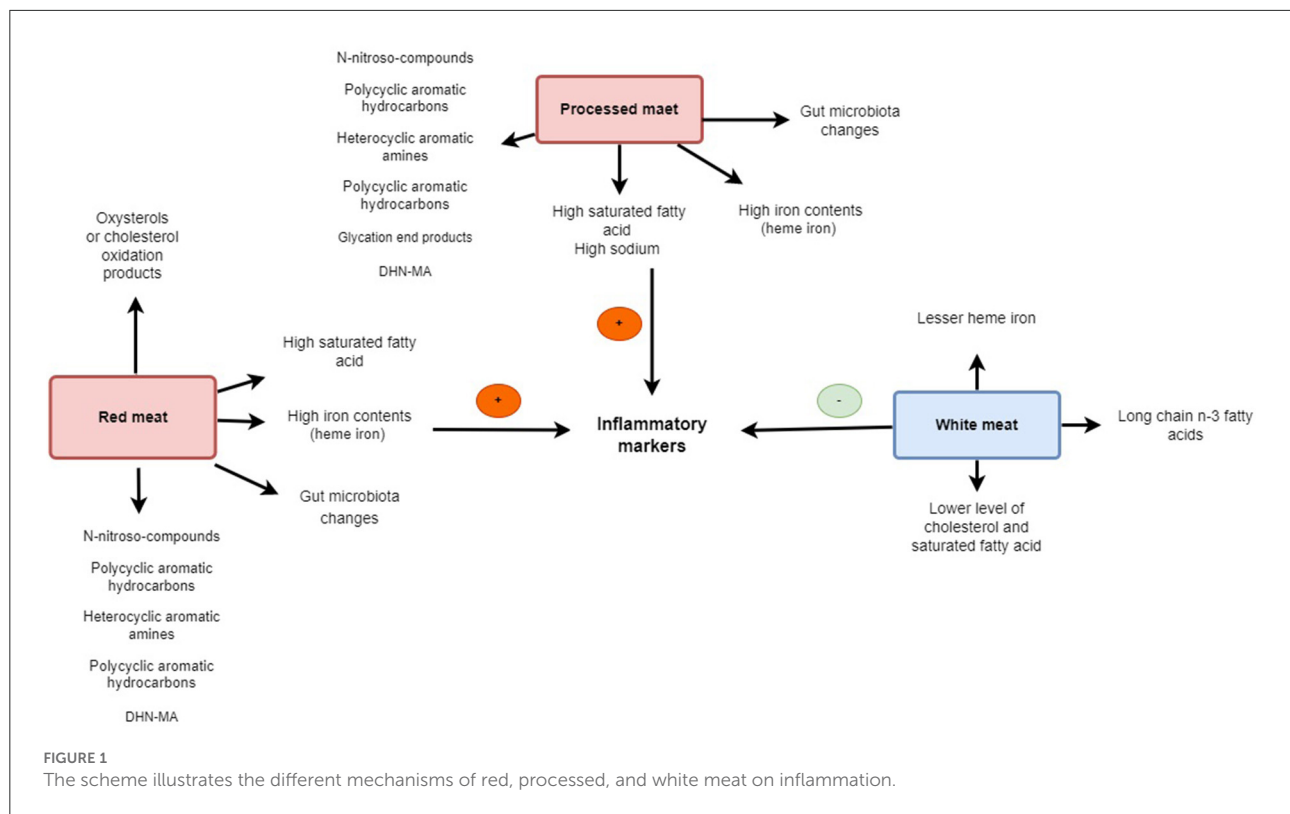 N-nitroso-compounds
Polycyclic aromatic
hydrocarbons
Heterocyclic aromatic
amines
Polycyclic aromatic
hydrocarbons
Glycation end products
DHN-MA
Processed maet
Gut microbiota
changes
High saturated fatty
acid
High sodium
High iron contents
(heme iron)
Oxysterols
or cholesterol
oxidation
products
+
Red meat
High saturated fatty
acid
High iron contents
(heme iron)
Gut microbiota
changes
+
Inflammatory
markers
-
Lesser heme iron
White meat
Long chain n-3 fatty
acids
Lower level of
cholesterol and
saturated fatty acid
N-nitroso-compounds
Polycyclic aromatic
hydrocarbons
Heterocyclic aromatic
amines
Polycyclic aromatic
hydrocarbons
DHN-MA
FIGURE 1
The scheme illustrates the different mechanisms of red, processed, and white meat on inflammation.